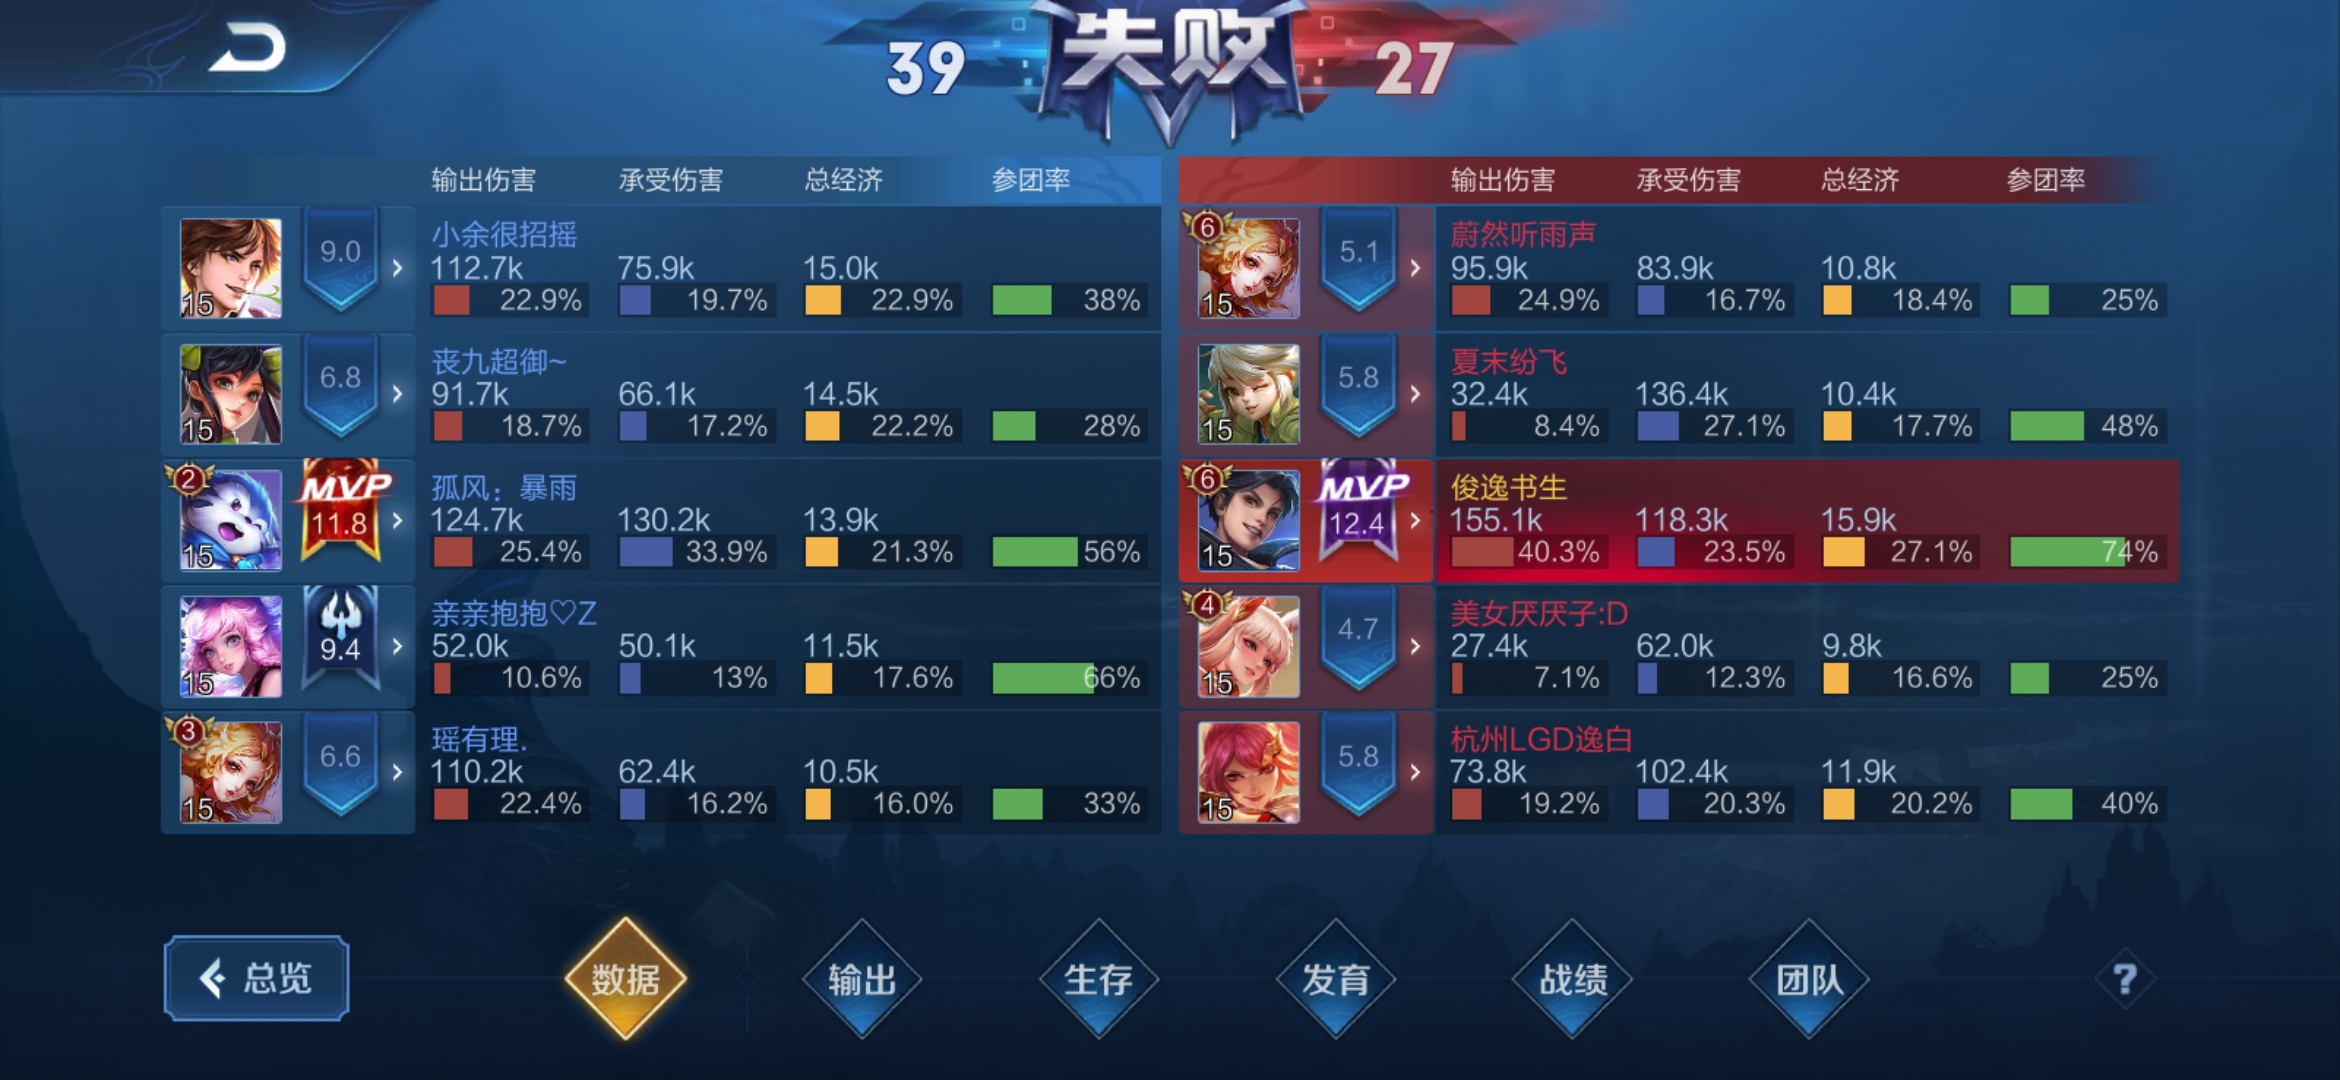 39 失败 27
输出伤害 承受伤害 总经济 参团率 输出伤害 承受伤害 总经济 参团率
小余很招摇
15 9.0 112.7k 75.9k 15.0k
22.9% 19.7% 22.9% 38%
6 蔚然听雨声
15 5.1 95.9k 83.9k 10.8k
24.9% 16.7% 18.4% 25%
丧九超御~
15 6.8 91.7k 66.1k 14.5k
18.7% 17.2% 22.2% 28%
夏末纷飞
15 5.8 32.4k 136.4k 10.4k
8.4% 27.1% 17.7% 48%
2 MVP 孤风：暴雨
15 11.8 124.7k 130.2k 13.9k
25.4% 33.9% 21.3% 56%
6 MVP 俊逸书生
15 12.4 155.1k 118.3k 15.9k
40.3% 23.5% 27.1% 74%
亲亲抱抱♡Z
15 9.4 52.0k 50.1k 11.5k
10.6% 13% 17.6% 66%
4 美女厌厌子:D
15 4.7 27.4k 62.0k 9.8k
7.1% 12.3% 16.6% 25%
3 瑶有理.
15 6.6 110.2k 62.4k 10.5k
22.4% 16.2% 16.0% 33%
杭州LGD逸白
15 5.8 73.8k 102.4k 11.9k
19.2% 20.3% 20.2% 40%
总览 数据 输出 生存 发育 战绩 团队 ?